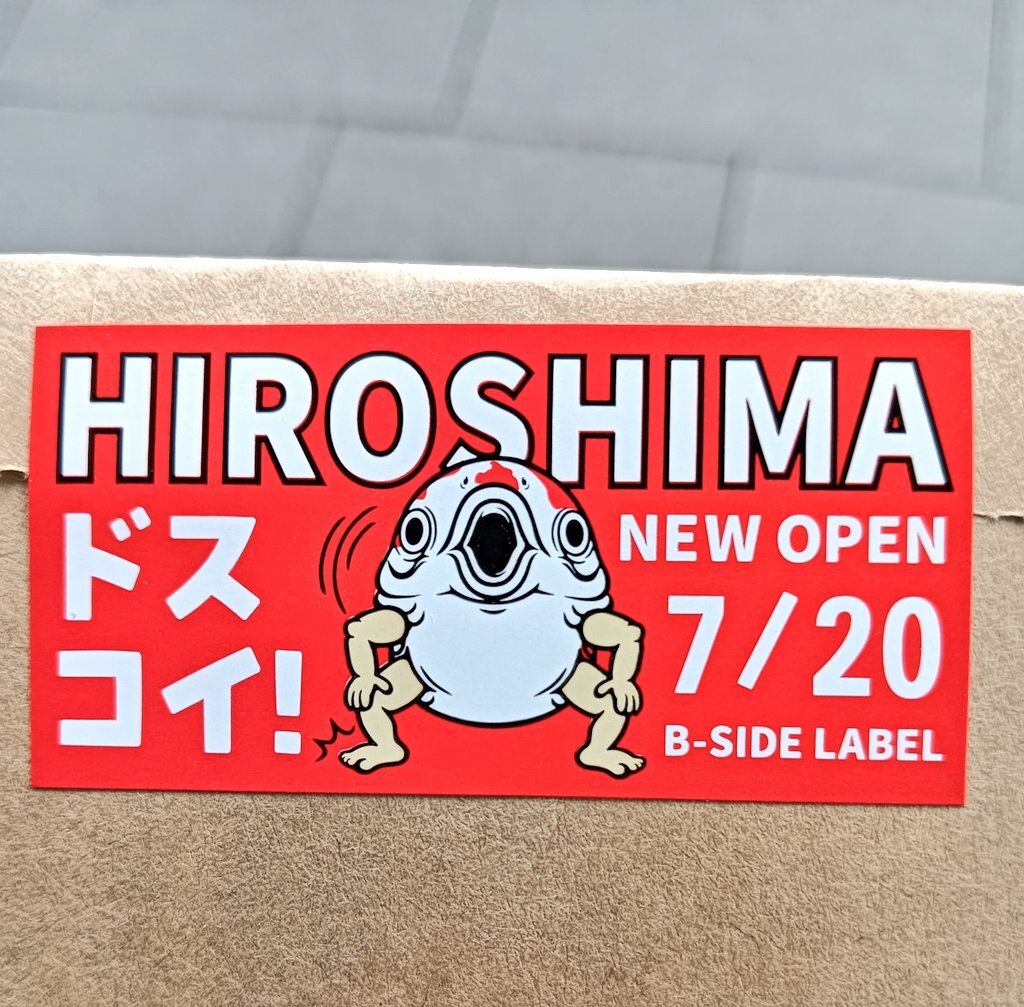 HIROSHIMA
ドス
コイ!
NEW OPEN
7/20
B-SIDE LABEL